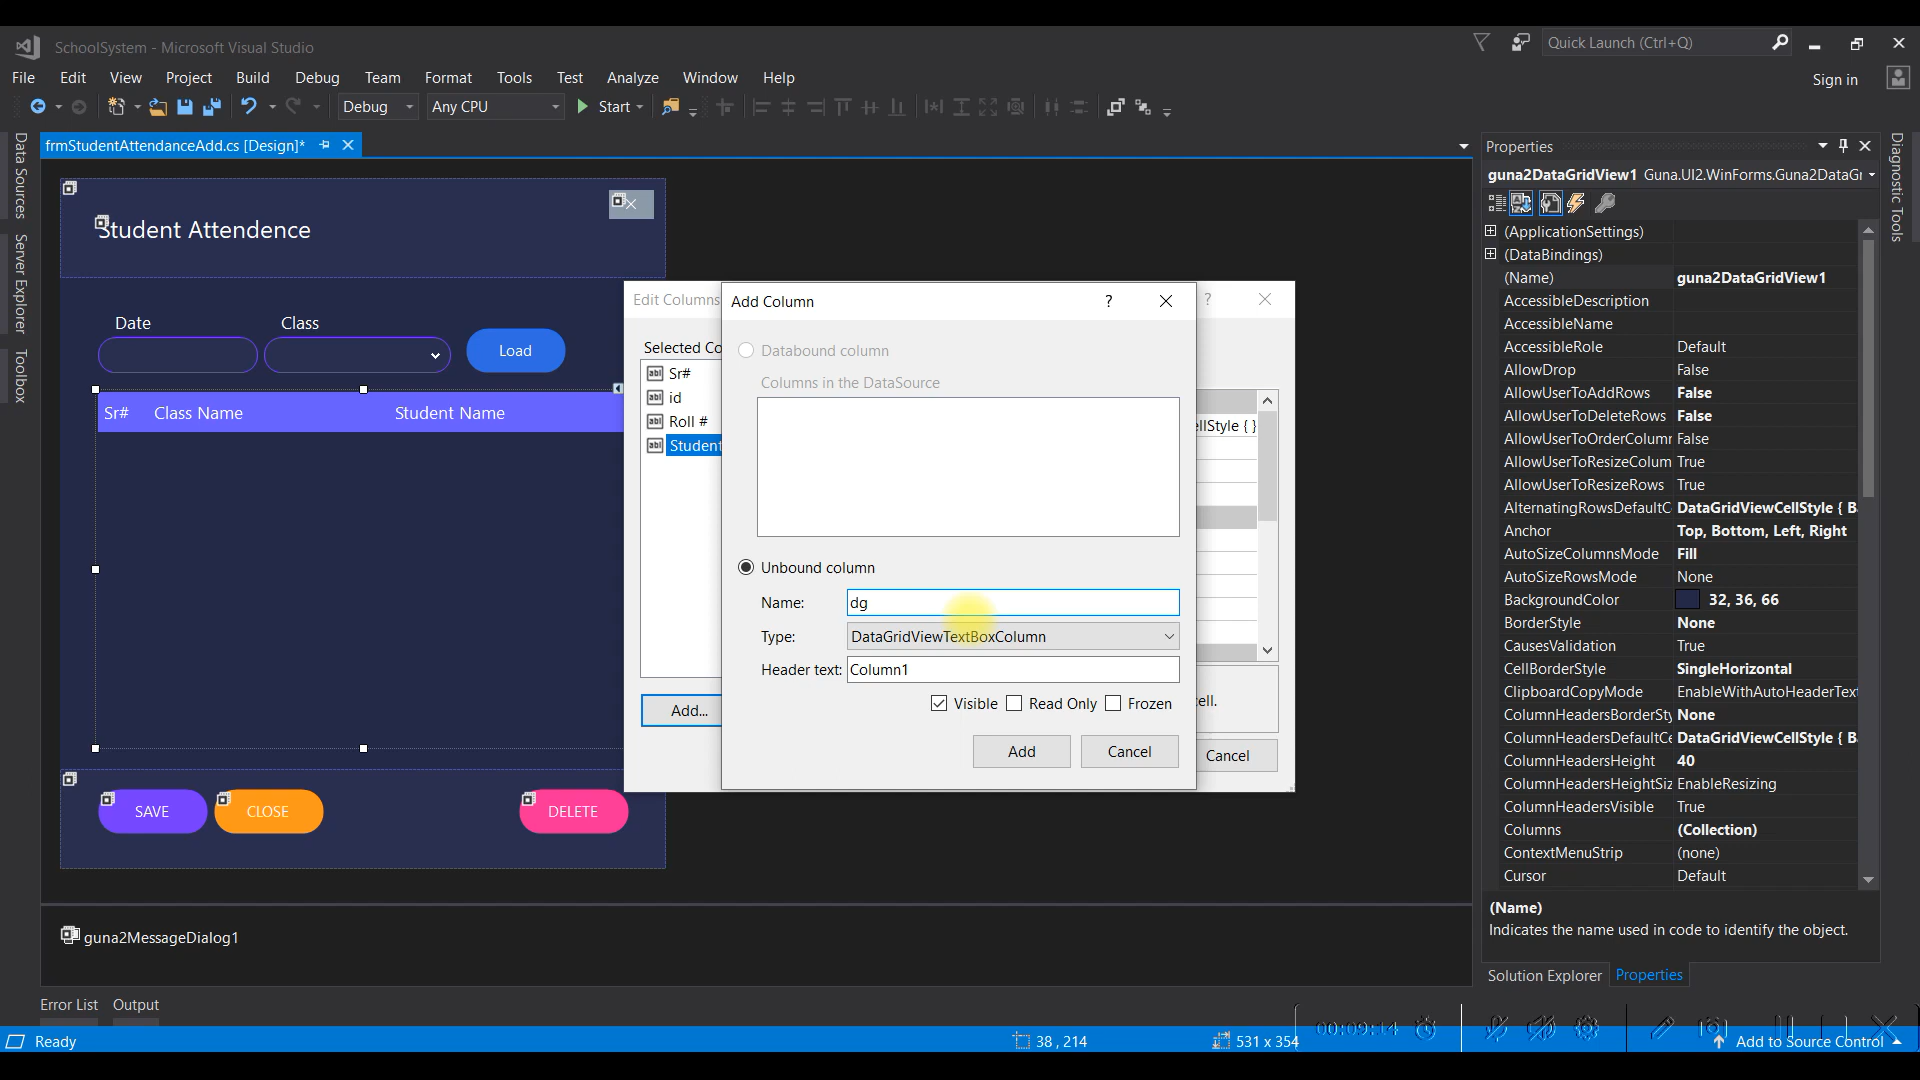 SchoolSystem - Microsoft Visual Studio
Quick Launch (Ctrl+Q)
File Edit View Project Build Debug Team Format Tools Test Analyze Window Help
Sign in
Debug Any CPU Start
frmStudentAttendanceAdd.cs [Design]*
Data Sources
Server Explorer
Toolbox
Student Attendence
Date Class
Load
Sr# Class Name Student Name
SAVE CLOSE DELETE
guna2MessageDialog1
Edit Columns
Selected Co
Sr#
id
Roll #
Student
Add...
ellStyle { }
cell.
Cancel
Add Column
?
?
Databound column
Columns in the DataSource
Unbound column
Name: dg
Type: DataGridViewTextBoxColumn
Header text: Column1
Visible Read Only Frozen
Add Cancel
Properties
guna2DataGridView1 Guna.UI2.WinForms.Guna2DataGr
(ApplicationSettings)
(DataBindings)
(Name) guna2DataGridView1
AccessibleDescription
AccessibleName
AccessibleRole Default
AllowDrop False
AllowUserToAddRows False
AllowUserToDeleteRows False
AllowUserToOrderColumn False
AllowUserToResizeColum True
AllowUserToResizeRows True
AlternatingRowsDefaultC DataGridViewCellStyle { B
Anchor Top, Bottom, Left, Right
AutoSizeColumnsMode Fill
AutoSizeRowsMode None
BackgroundColor 32, 36, 66
BorderStyle None
CausesValidation True
CellBorderStyle SingleHorizontal
ClipboardCopyMode EnableWithAutoHeaderText
ColumnHeadersBorderSty None
ColumnHeadersDefaultCe DataGridViewCellStyle { B
ColumnHeadersHeight 40
ColumnHeadersHeightSiz EnableResizing
ColumnHeadersVisible True
Columns (Collection)
ContextMenuStrip (none)
Cursor Default
(Name)
Indicates the name used in code to identify the object.
Solution Explorer Properties
Diagnostic Tools
Error List Output
Ready
38 , 214
531 x 354
00:09:14
Add to Source Control